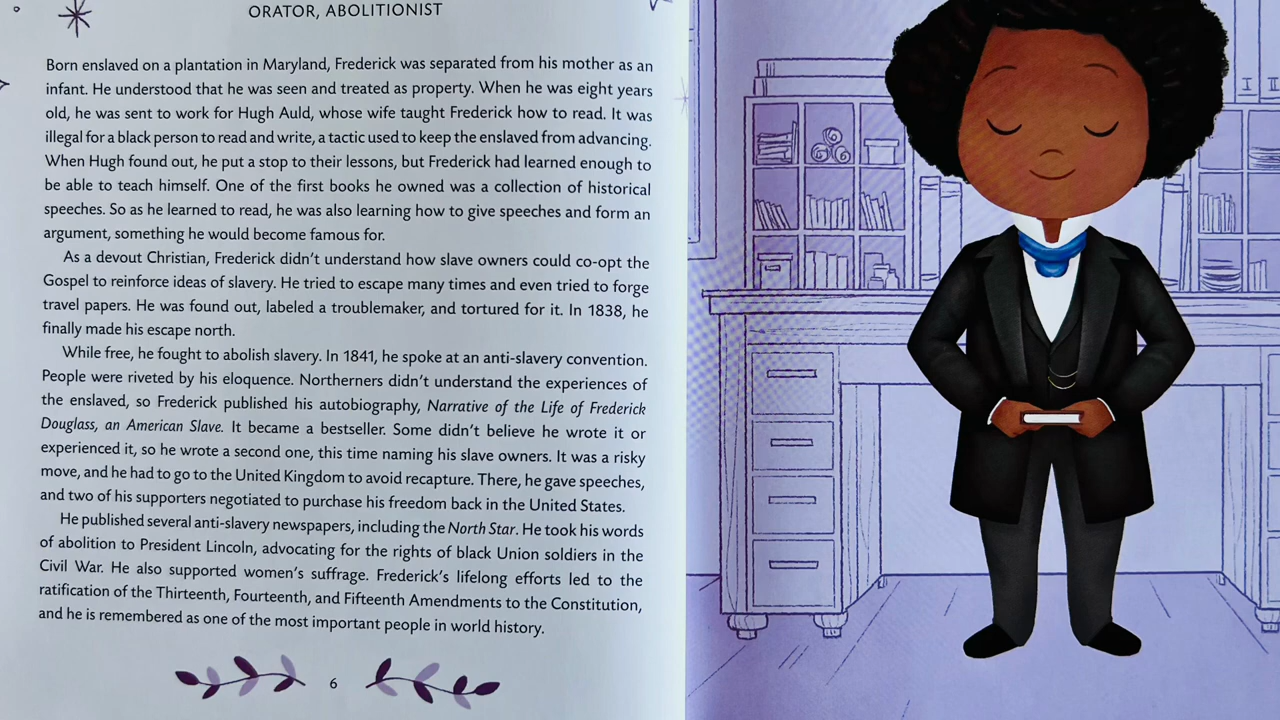 ORATOR, ABOLITIONIST
Born enslaved on a plantation in Maryland, Frederick was separated from his mother as an
infant. He understood that he was seen and treated as property. When he was eight years
old, he was sent to work for Hugh Auld, whose wife taught Frederick how to read. It was
illegal for a black person to read and write, a tactic used to keep the enslaved from advancing.
When Hugh found out, he put a stop to their lessons, but Frederick had learned enough to
be able to teach himself. One of the first books he owned was a collection of historical
speeches. So as he learned to read, he was also learning how to give speeches and form an
argument, something he would become famous for.
As a devout Christian, Frederick didn't understand how slave owners could co-opt the
Gospel to reinforce ideas of slavery. He tried to escape many times and even tried to forge
travel papers. He was found out, labeled a troublemaker, and tortured for it. In 1838, he
finally made his escape north.
While free, he fought to abolish slavery. In 1841, he spoke at an anti-slavery convention.
People were riveted by his eloquence. Northerners didn't understand the experiences of
the enslaved, so Frederick published his autobiography, Narrative of the Life of Frederick
Douglass, an American Slave. It became a bestseller. Some didn't believe he wrote it or
experienced it, so he wrote a second one, this time naming his slave owners. It was a risky
move, and he had to go to the United Kingdom to avoid recapture. There, he gave speeches,
and two of his supporters negotiated to purchase his freedom back in the United States.
He published several anti-slavery newspapers, including the North Star. He took his words
of abolition to President Lincoln, advocating for the rights of black Union soldiers in the
Civil War. He also supported women's suffrage. Frederick's lifelong efforts led to the
ratification of the Thirteenth, Fourteenth, and Fifteenth Amendments to the Constitution,
and he is remembered as one of the most important people in world history.
6